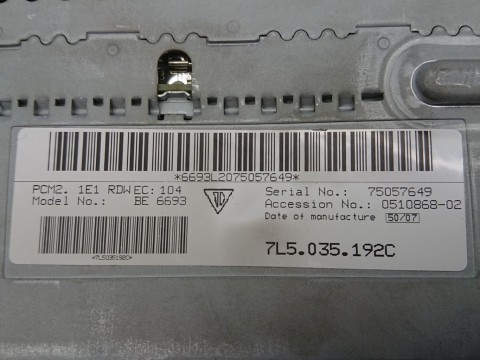 *6693L2075057649*
PCM2. 1E1 RDW EC: 104
Model No.: BE 6693
Serial No.: 75057649
Accession No.: 0510868-02
Date of manufacture 50/07
*7L5035192C*
7L5.035.192C